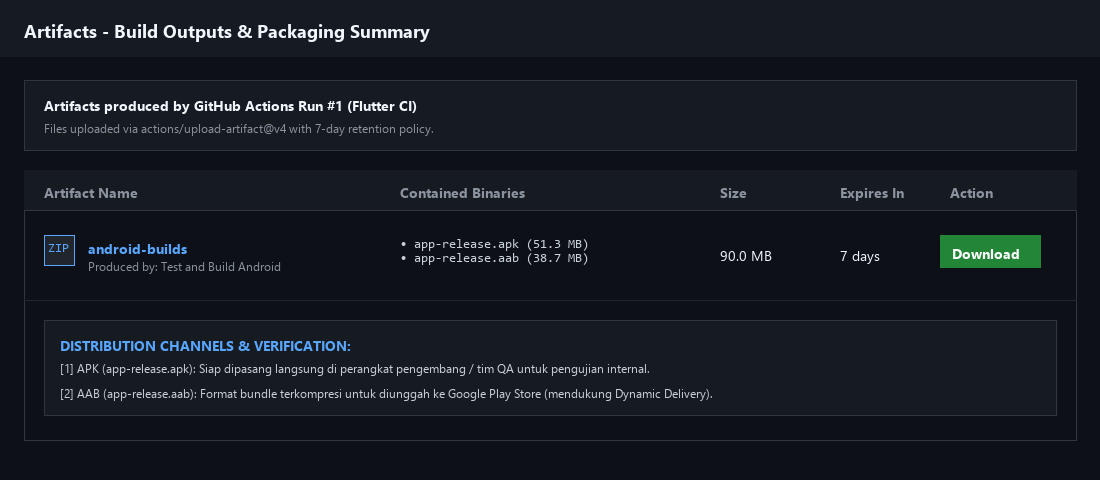 Artifacts - Build Outputs & Packaging Summary
Artifacts produced by GitHub Actions Run #1 (Flutter CI)
Files uploaded via actions/upload-artifact@v4 with 7-day retention policy.
Artifact Name Contained Binaries Size Expires In Action
ZIP android-builds
Produced by: Test and Build Android
• app-release.apk (51.3 MB)
• app-release.aab (38.7 MB)
90.0 MB
7 days
Download
DISTRIBUTION CHANNELS & VERIFICATION:
[1] APK (app-release.apk): Siap dipasang langsung di perangkat pengembang / tim QA untuk pengujian internal.
[2] AAB (app-release.aab): Format bundle terkompresi untuk diunggah ke Google Play Store (mendukung Dynamic Delivery).